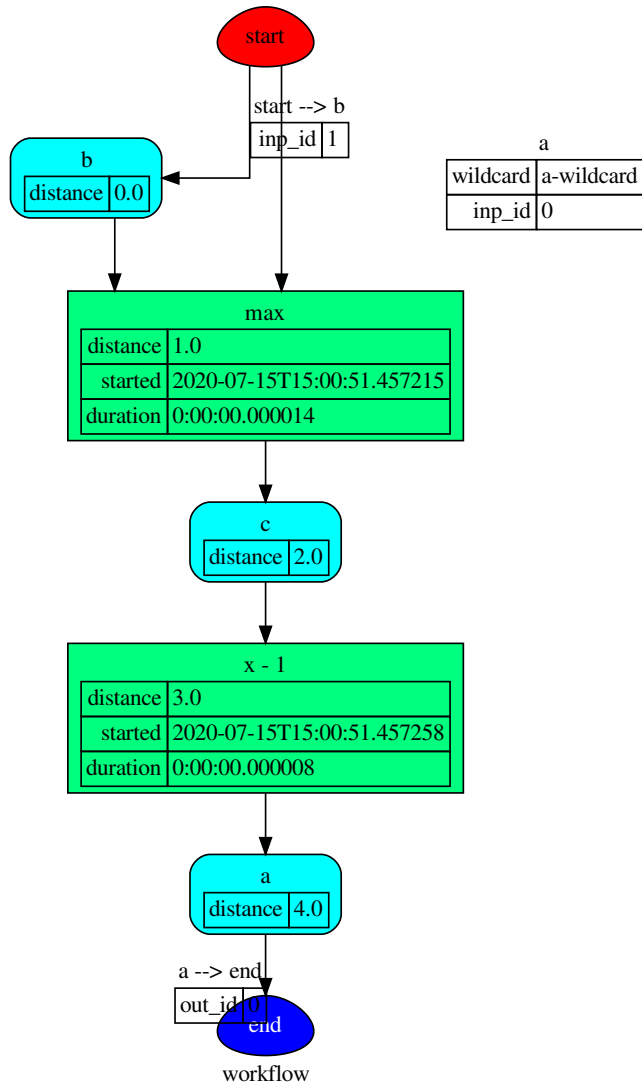 start
start --> b
inp_id 1
b
distance 0.0
a
wildcard a-wildcard
inp_id 0
max
distance 1.0
started 2020-07-15T15:00:51.457215
duration 0:00:00.000014
c
distance 2.0
x - 1
distance 3.0
started 2020-07-15T15:00:51.457258
duration 0:00:00.000008
a
distance 4.0
a --> end
out_id 0
end
workflow